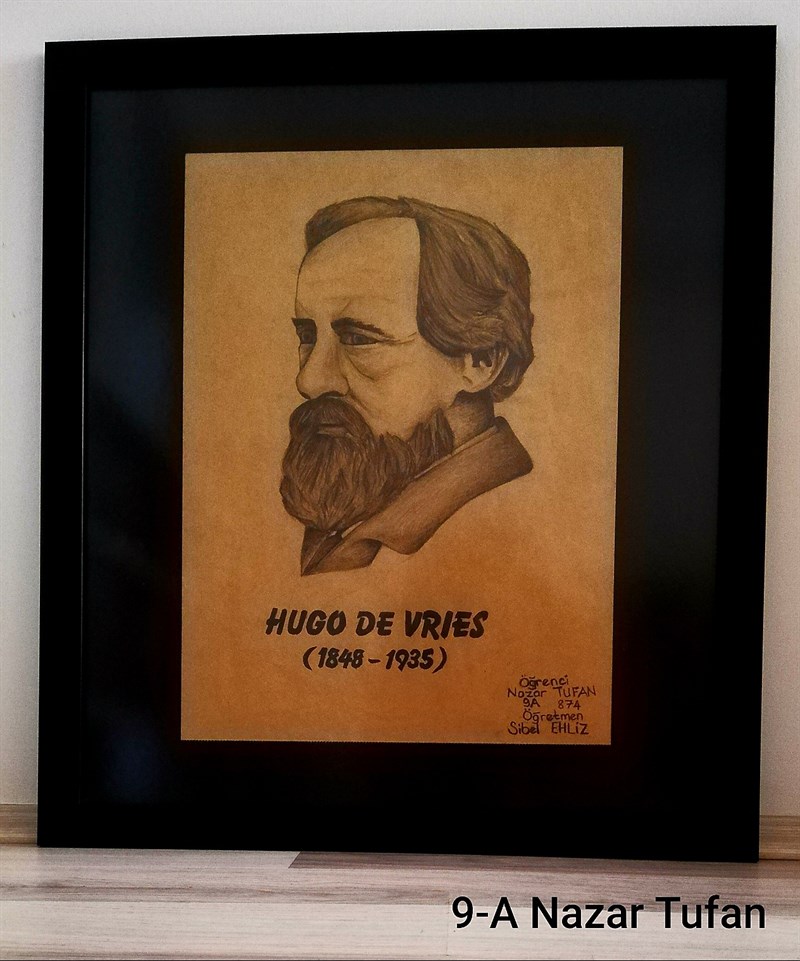 HUGO DE VRIES
(1848-1935)
Öğrenci
Nazar TUFAN
9A 874
Öğretmen
Sibel EHLİZ
9-A Nazar Tufan